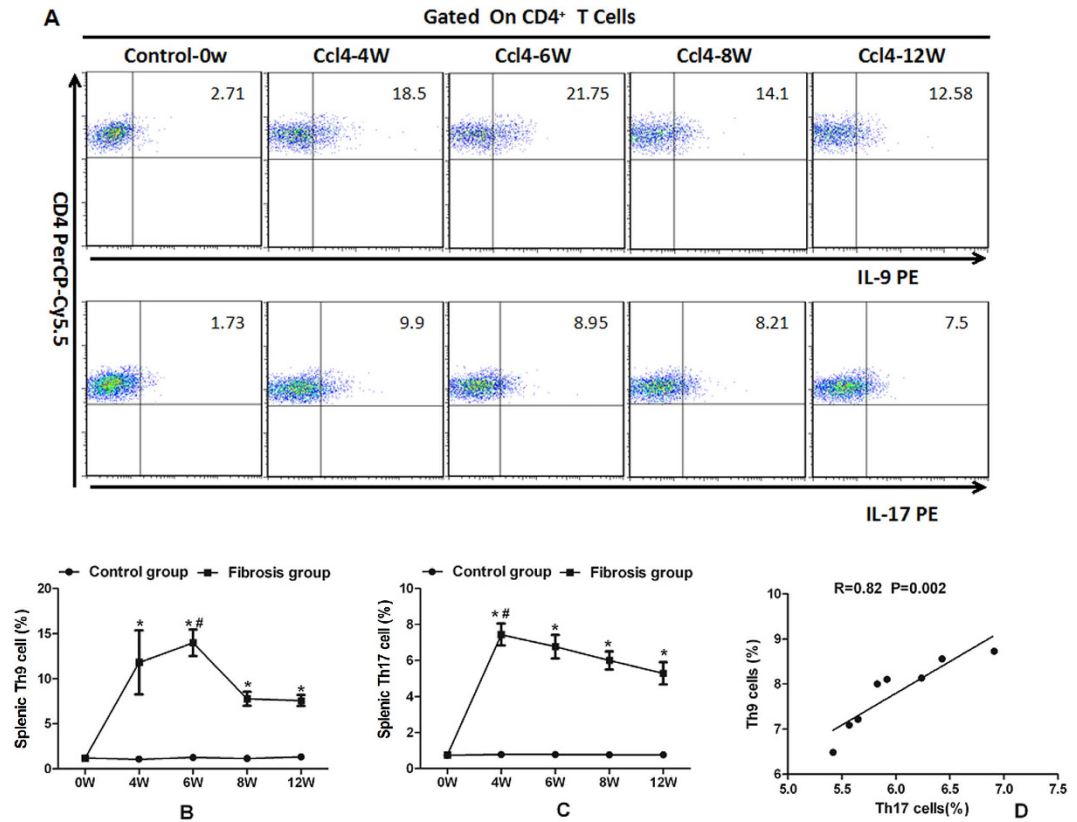 A
Gated On CD4+ T Cells
Control-0w Ccl4-4W Ccl4-6W Ccl4-8W Ccl4-12W
2.71 18.5 21.75 14.1 12.58
CD4 PerCP-Cy5.5
IL-9 PE
1.73 9.9 8.95 8.21 7.5
IL-17 PE
Control group Fibrosis group
Splenic Th9 cell (%)
20
15
10
5
0
* *# * *
0W 4W 6W 8W 12W
B
Control group Fibrosis group
Splenic Th17 cell (%)
10
8
6
4
2
0
*# * * *
0W 4W 6W 8W 12W
C
R=0.82 P=0.002
Th9 cells (%)
10
9
8
7
6
5.0 5.5 6.0 6.5 7.0 7.5
Th17 cells(%)
D